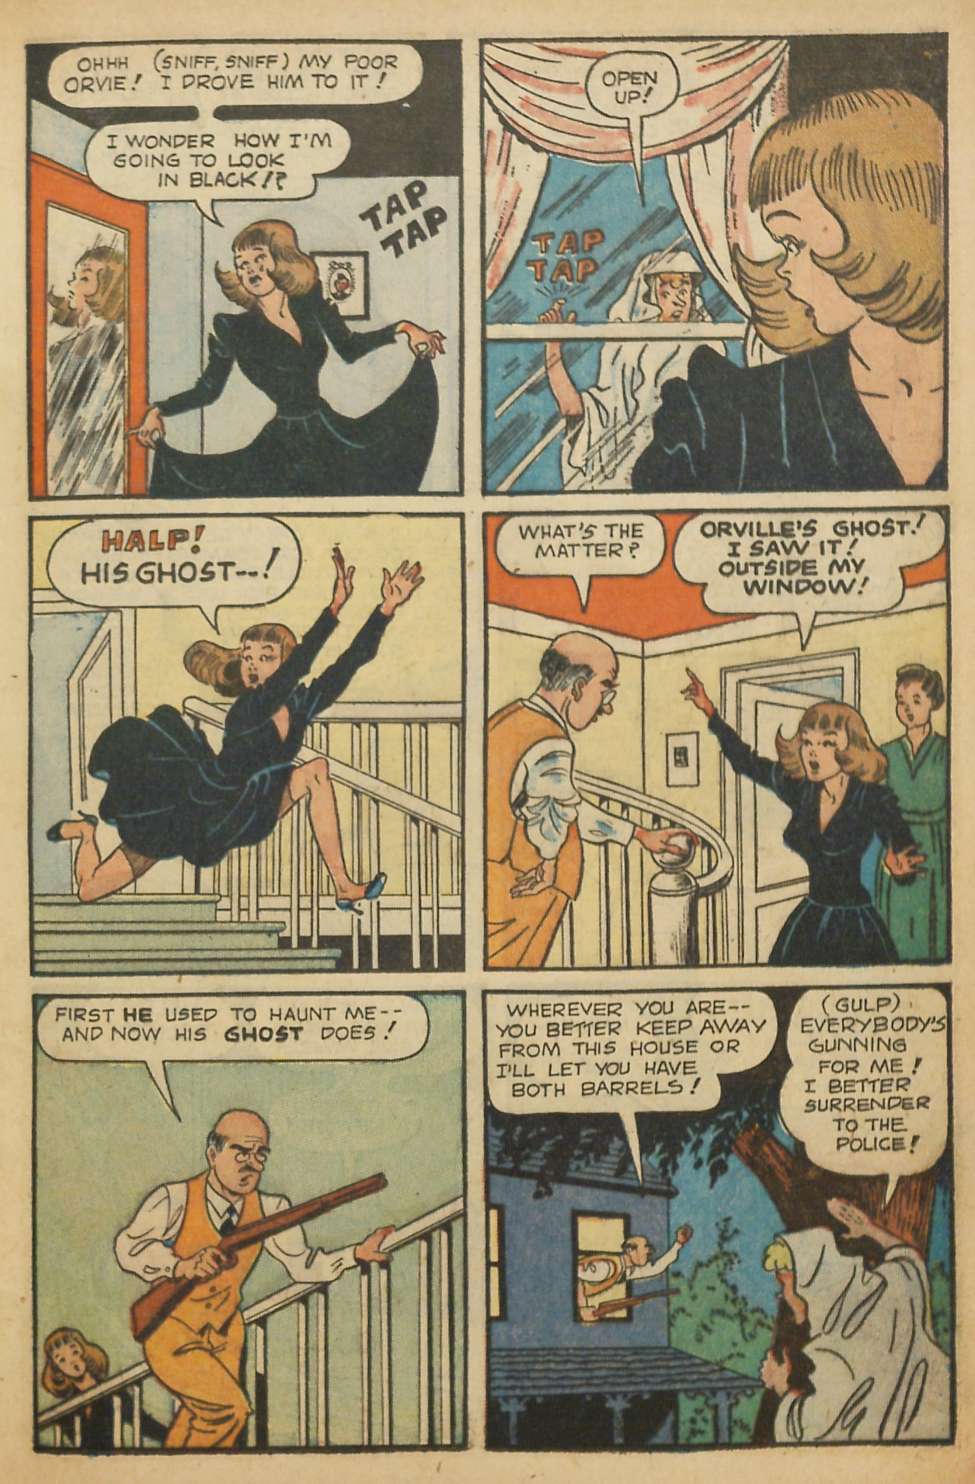 OHHH (SNIFF, SNIFF) MY POOR
ORVIE! I DROVE HIM TO IT!
I WONDER HOW I'M
GOING TO LOOK
IN BLACK!?
TAP
TAP
OPEN
UP!
TAP
TAP
HALP!
HIS GHOST--!
WHAT'S THE
MATTER?
ORVILLE'S GHOST!
I SAW IT!
OUTSIDE MY
WINDOW!
FIRST HE USED TO HAUNT ME--
AND NOW HIS GHOST DOES!
WHEREVER YOU ARE--
YOU BETTER KEEP AWAY
FROM THIS HOUSE OR
I'LL LET YOU HAVE
BOTH BARRELS!
(GULP)
EVERYBODY'S
GUNNING
FOR ME!
I BETTER
SURRENDER
TO THE
POLICE!